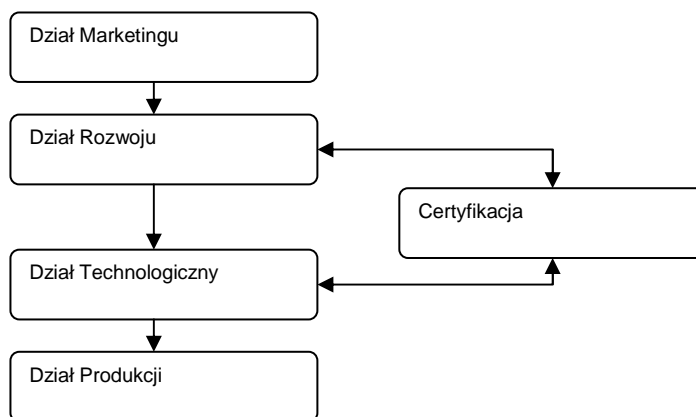 Dział Marketingu
Dział Rozwoju
Certyfikacja
Dział Technologiczny
Dział Produkcji